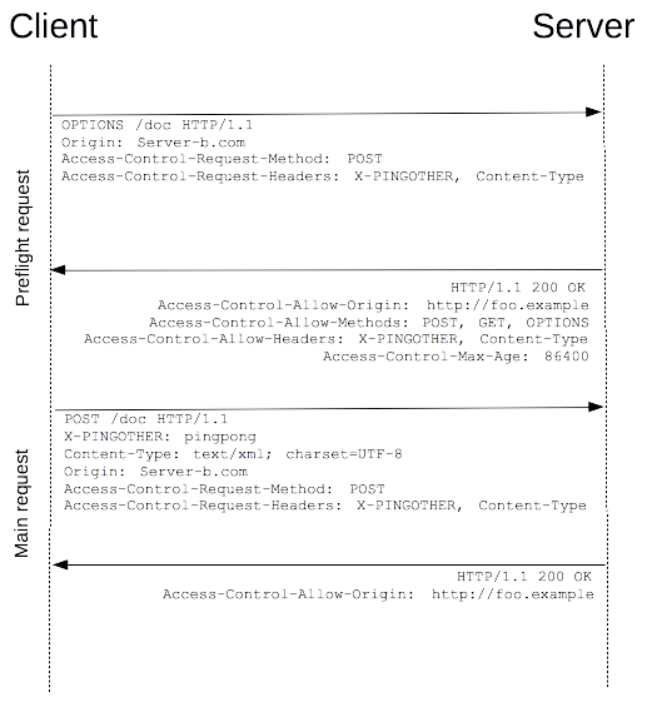 Client
Server
Preflight request
OPTIONS /doc HTTP/1.1
Origin: Server-b.com
Access-Control-Request-Method: POST
Access-Control-Request-Headers: X-PINGOTHER, Content-Type
HTTP/1.1 200 OK
Access-Control-Allow-Origin: http://foo.example
Access-Control-Allow-Methods: POST, GET, OPTIONS
Access-Control-Allow-Headers: X-PINGOTHER, Content-Type
Access-Control-Max-Age: 86400
Main request
POST /doc HTTP/1.1
X-PINGOTHER: pingpong
Content-Type: text/xml; charset=UTF-8
Origin: Server-b.com
Access-Control-Request-Method: POST
Access-Control-Request-Headers: X-PINGOTHER, Content-Type
HTTP/1.1 200 OK
Access-Control-Allow-Origin: http://foo.example